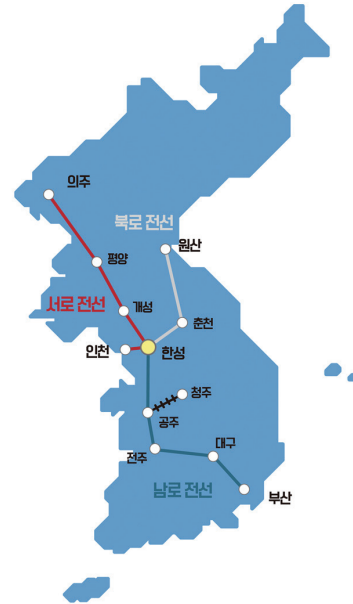 의주
북로 전선
원산
평양
서로 전선
개성
춘천
인천
한성
청주
공주
대구
전주
남로 전선
부산